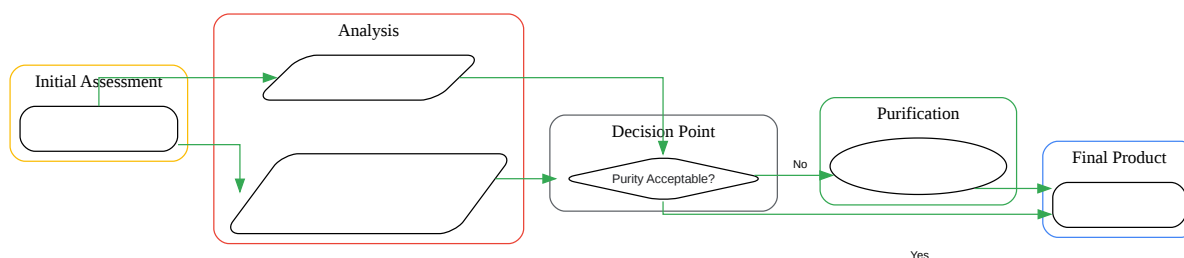 Analysis
Initial Assessment
Purification
Decision Point
Final Product
No
Purity Acceptable?
Yes